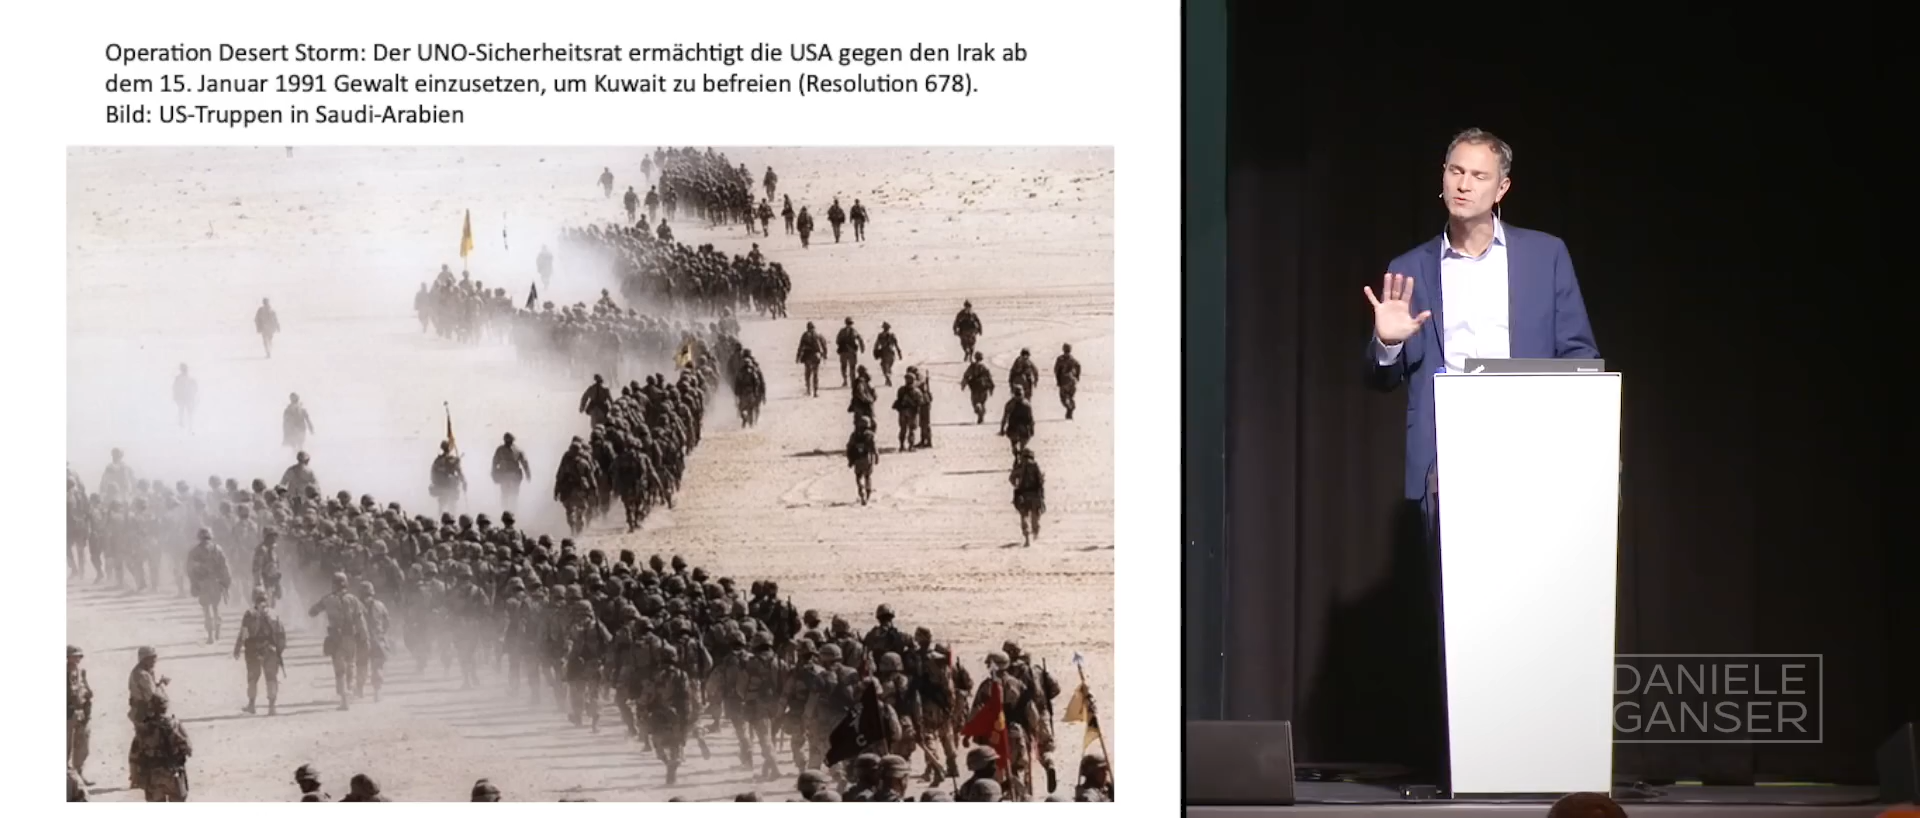 Operation Desert Storm: Der UNO-Sicherheitsrat ermächtigt die USA gegen den Irak ab
dem 15. Januar 1991 Gewalt einzusetzen, um Kuwait zu befreien (Resolution 678).
Bild: US-Truppen in Saudi-Arabien
DANIELE
GANSER